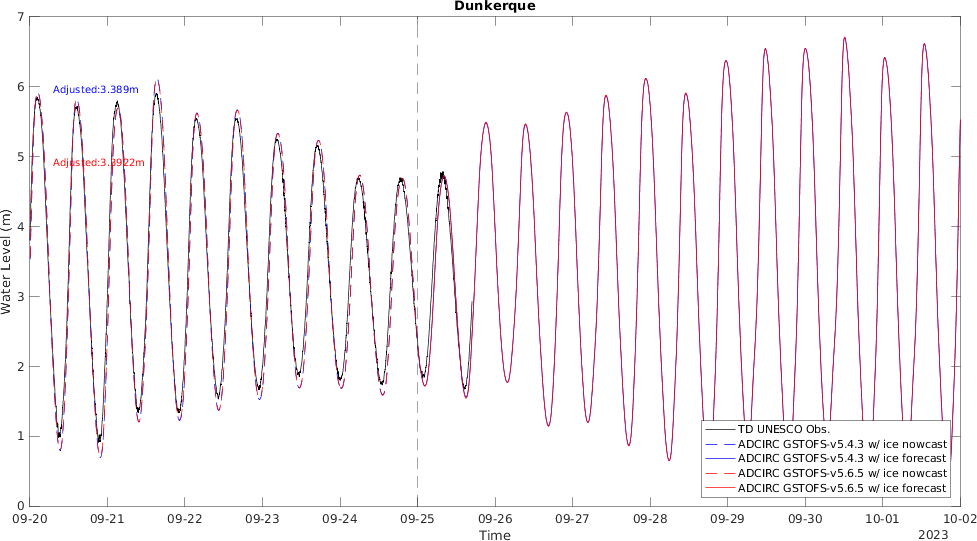 Dunkerque
7
6
5
4
3
2
1
0
Water Level (m)
Adjusted:3.389m
Adjusted:3.3922m
TD UNESCO Obs.
ADCIRC GSTOFS-v5.4.3 w/ ice nowcast
ADCIRC GSTOFS-v5.4.3 w/ ice forecast
ADCIRC GSTOFS-v5.6.5 w/ ice nowcast
ADCIRC GSTOFS-v5.6.5 w/ ice forecast
09-20 09-21 09-22 09-23 09-24 09-25 09-26 09-27 09-28 09-29 09-30 10-01 10-02
Time
2023